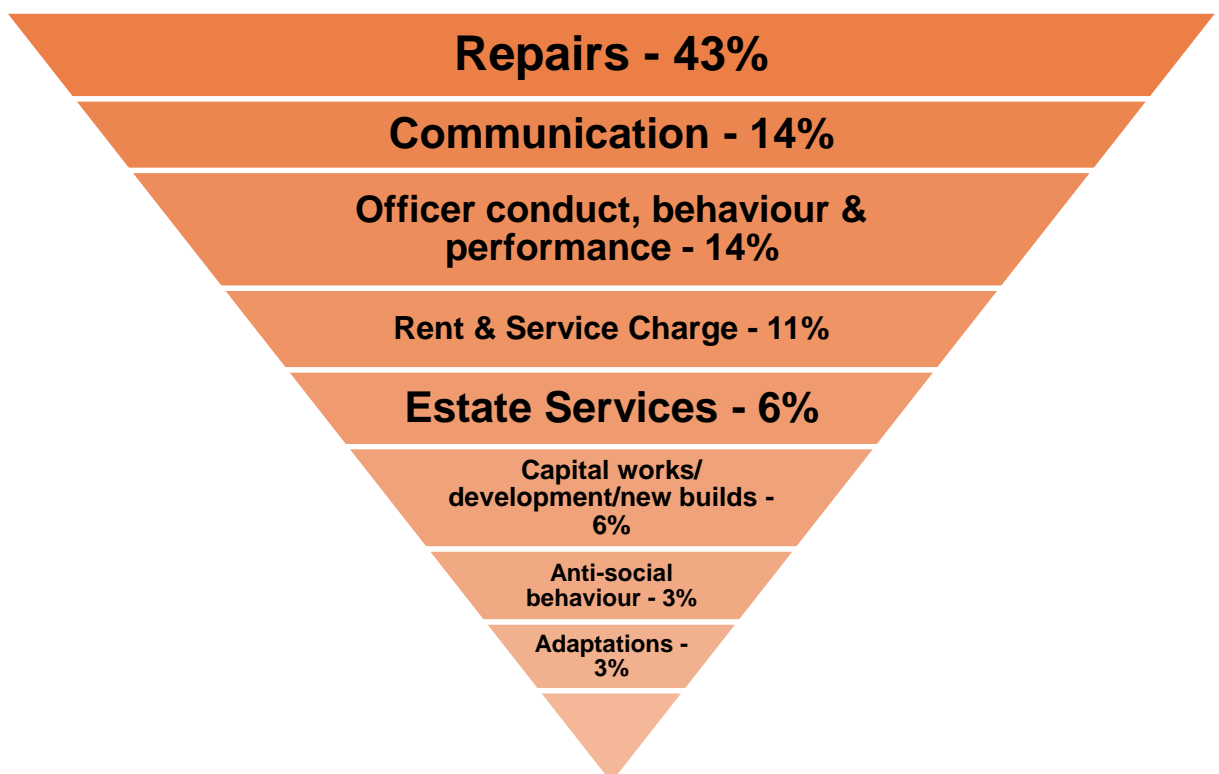 Repairs - 43%
Communication - 14%
Officer conduct, behaviour &
performance - 14%
Rent & Service Charge - 11%
Estate Services - 6%
Capital works/
development/new builds -
6%
Anti-social
behaviour - 3%
Adaptations -
3%